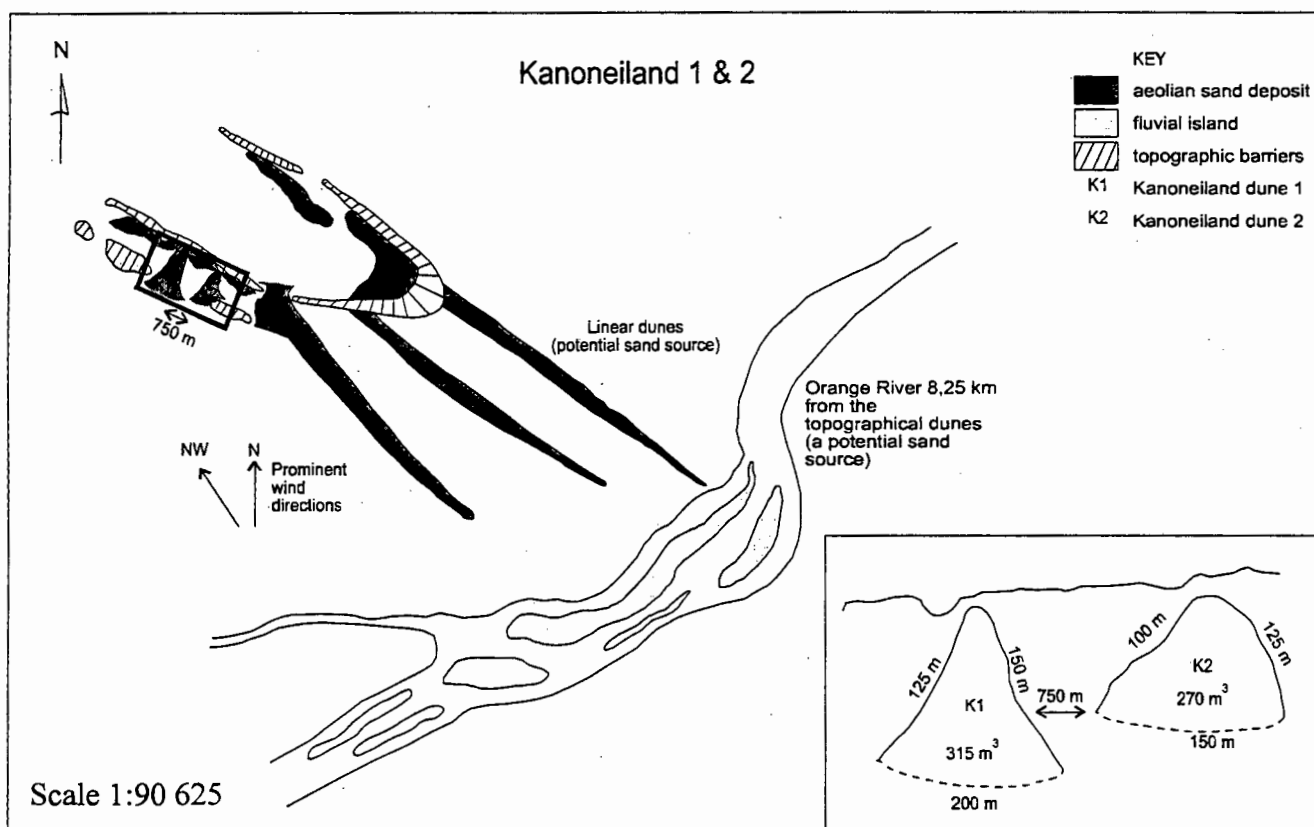 N
Kanoneiland 1 & 2
KEY
aeolian sand deposit
fluvial island
topographic barriers
K1 Kanoneiland dune 1
K2 Kanoneiland dune 2
750 m
Linear dunes
(potential sand source)
Orange River 8,25 km
from the
topographical dunes
(a potential sand
source)
NW
N
Prominent
wind
directions
100 m
125 m
125 m
150 m
K2
270 m³
750 m
K1
315 m³
150 m
200 m
Scale 1:90 625